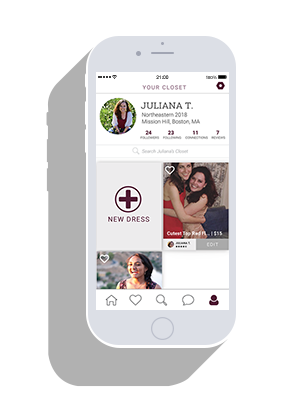 21:00
100%
YOUR CLOSET
JULIANA T.
Northeastern 2018
Mission Hill, Boston, MA
24 23 11 7
FOLLOWERS FOLLOWING CONNECTIONS REVIEWS
Search Juliana's Closet
NEW DRESS
Cutest Top Red fl... | $15
JULIANA T.
EDIT